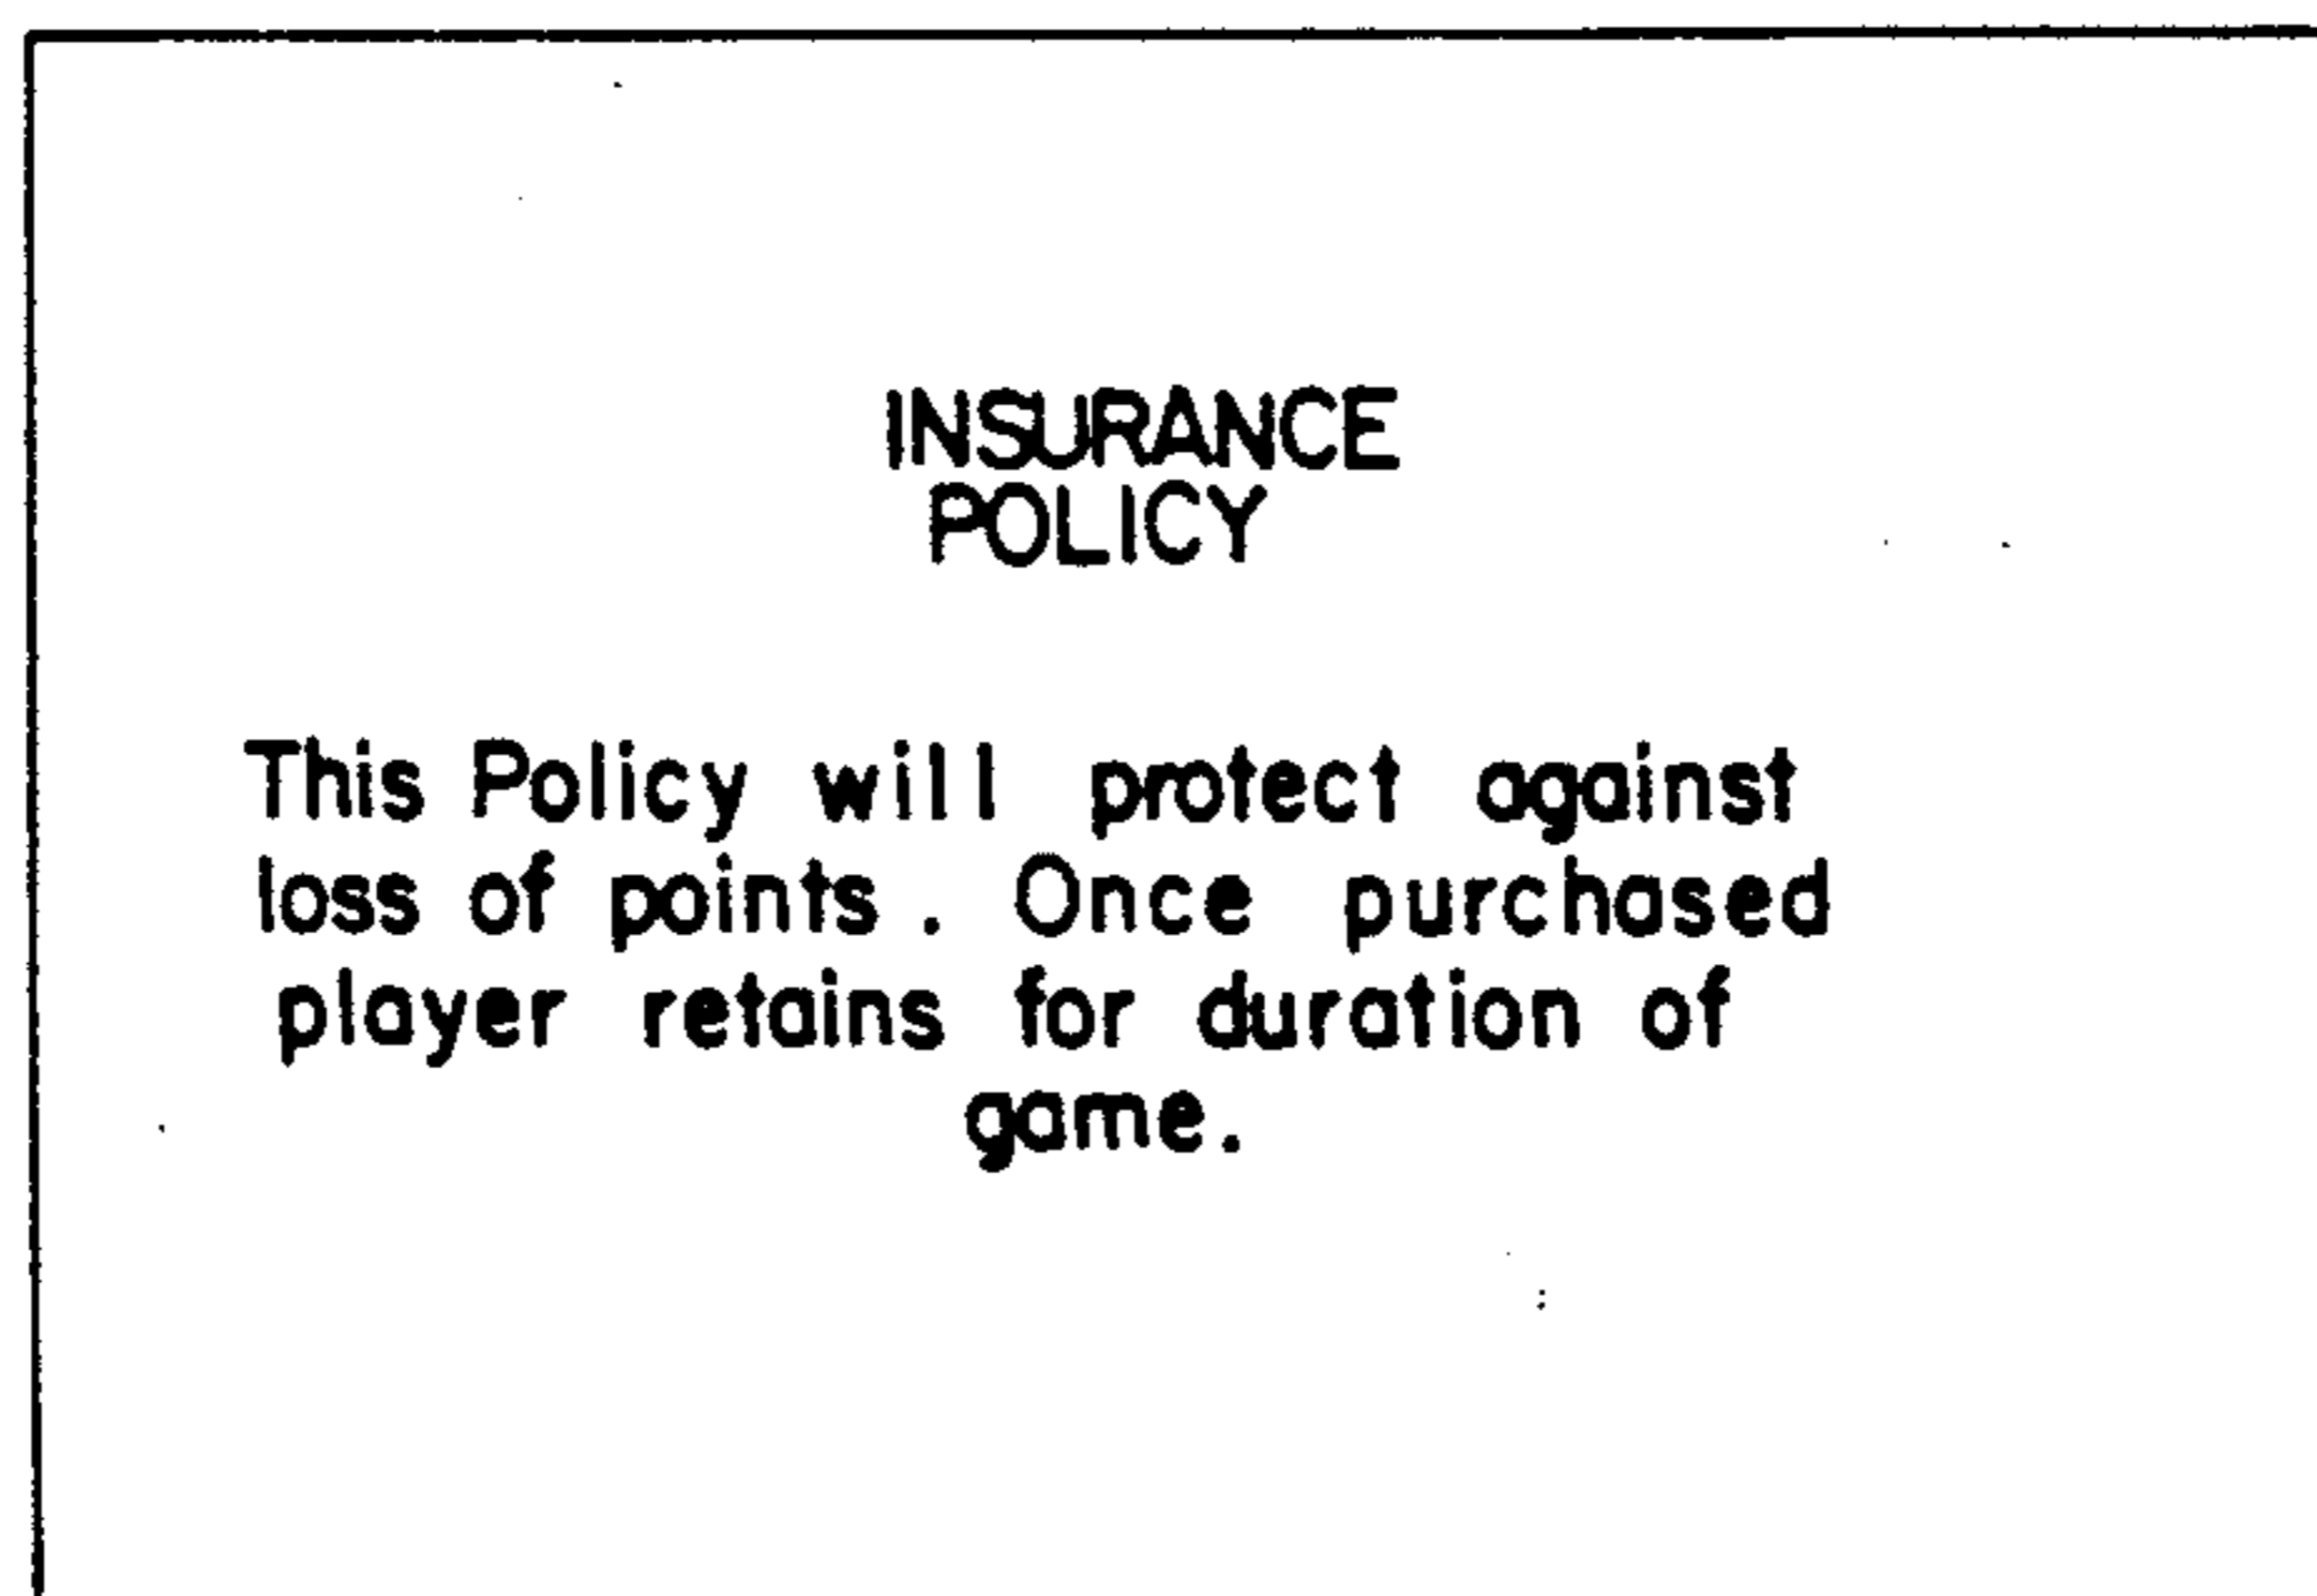 INSURANCE
POLICY
This Policy will protect against
loss of points. Once purchased
player retains for duration of
game.